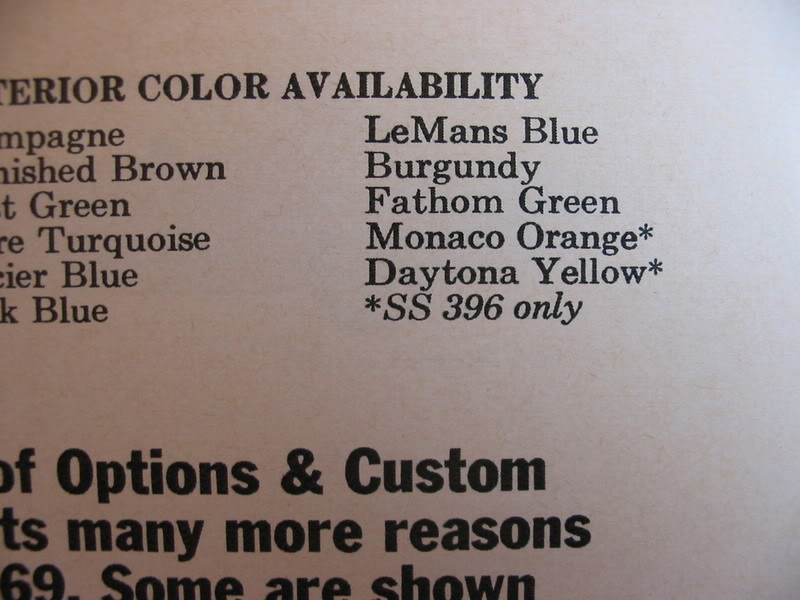 TERIOR COLOR AVAILABILITY
mpagne
nished Brown
t Green
re Turquoise
cier Blue
k Blue
LeMans Blue
Burgundy
Fathom Green
Monaco Orange*
Daytona Yellow*
*SS 396 only
of Options & Custom
ts many more reasons
69. Some are shown